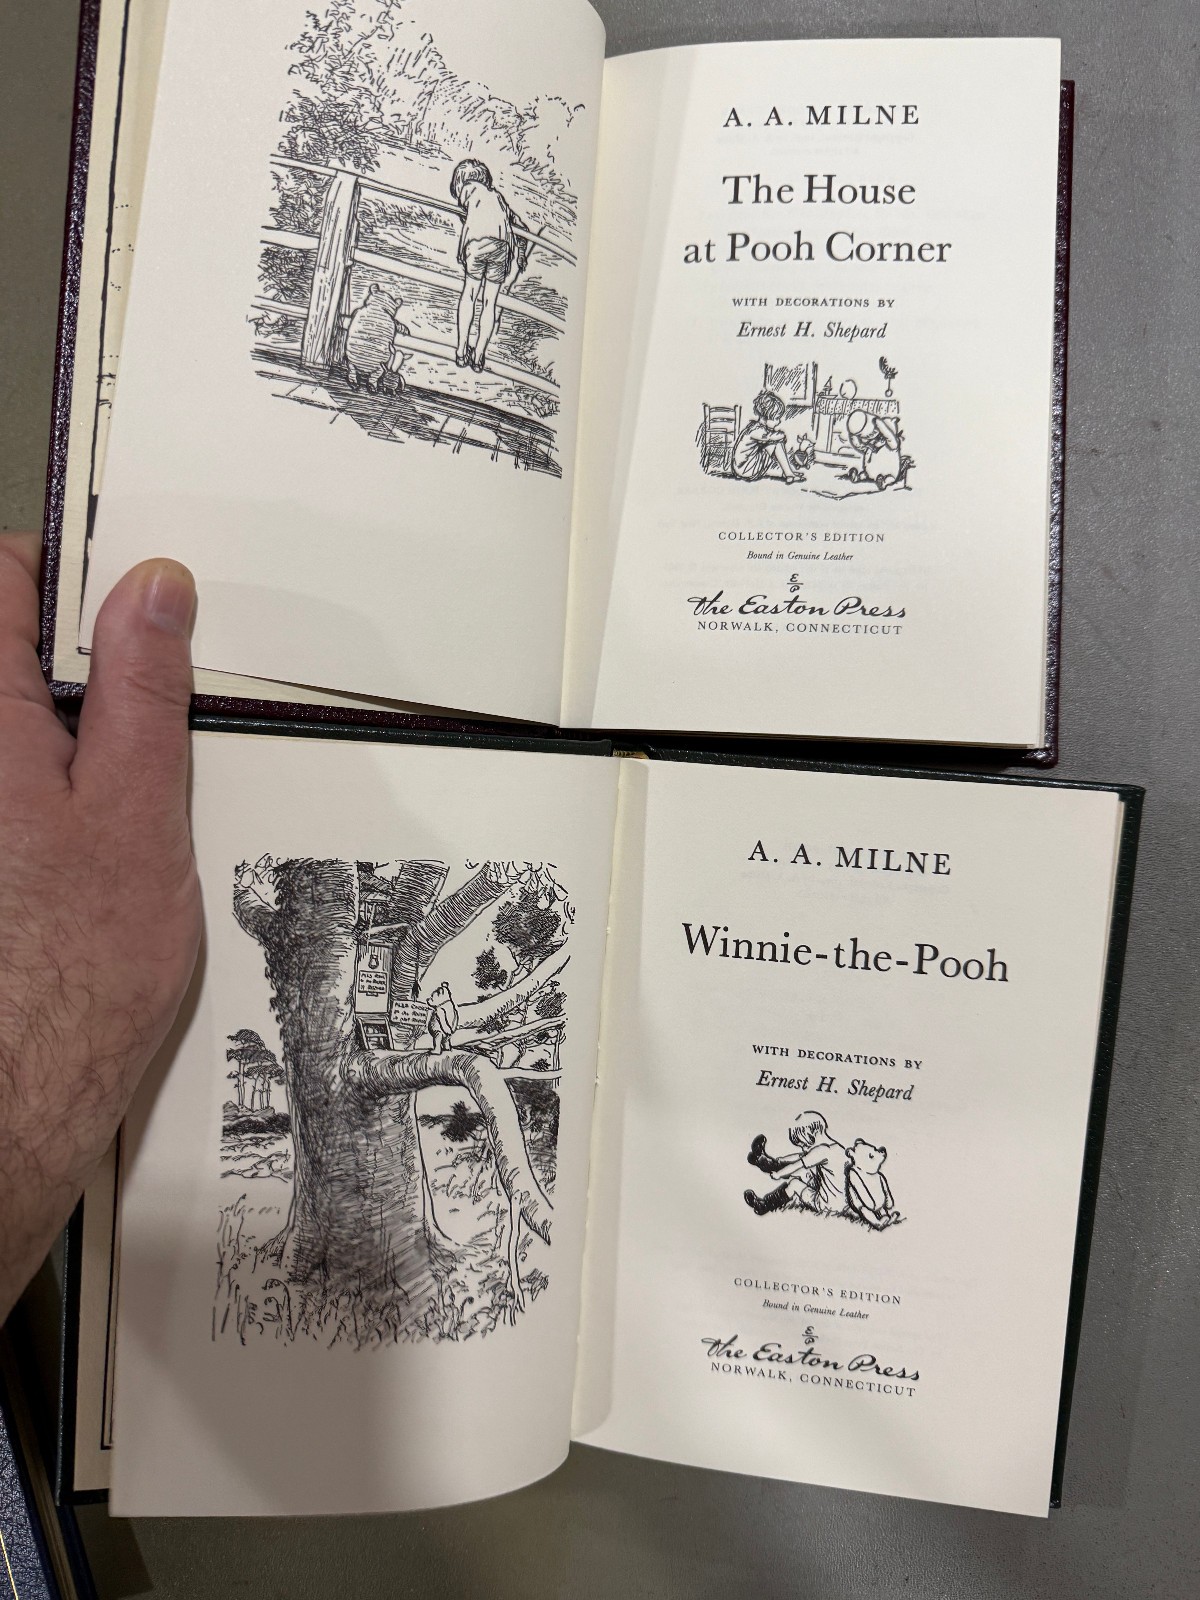 A. A. MILNE
The House
at Pooh Corner
WITH DECORATIONS BY
Ernest H. Shepard
COLLECTOR'S EDITION
Bound in Genuine Leather
E
P
The Easton Press
NORWALK, CONNECTICUT
A. A. MILNE
Winnie-the-Pooh
WITH DECORATIONS BY
Ernest H. Shepard
COLLECTOR'S EDITION
Bound in Genuine Leather
E
P
The Easton Press
NORWALK, CONNECTICUT